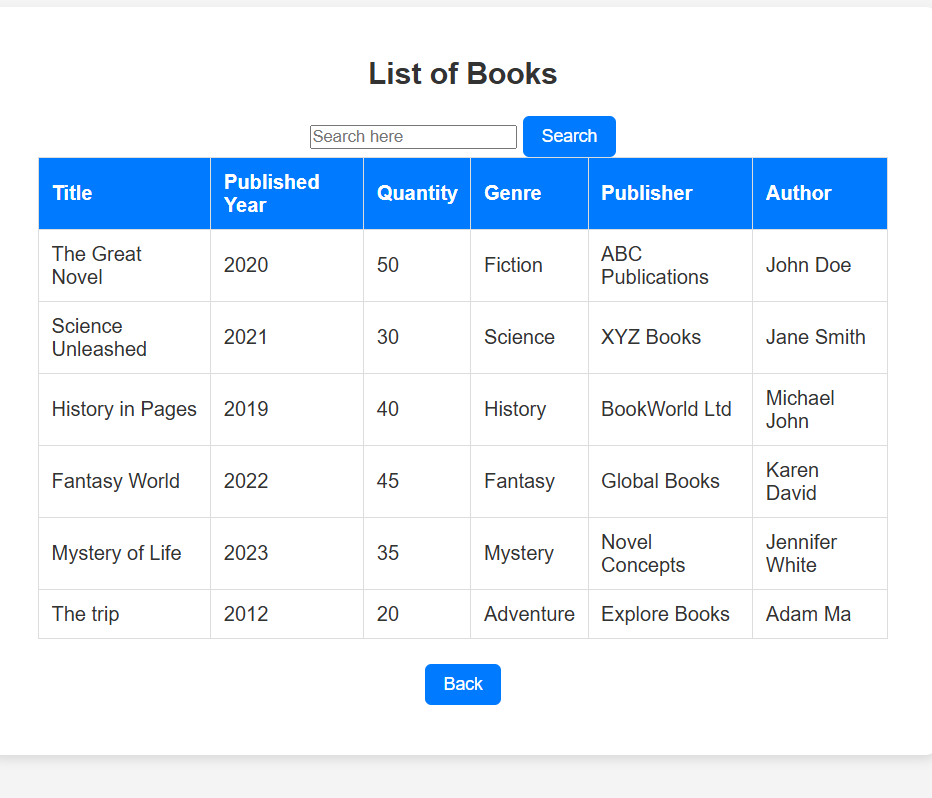 List of Books
Search here Search
Title Published Year Quantity Genre Publisher Author
The Great Novel 2020 50 Fiction ABC Publications John Doe
Science Unleashed 2021 30 Science XYZ Books Jane Smith
History in Pages 2019 40 History BookWorld Ltd Michael John
Fantasy World 2022 45 Fantasy Global Books Karen David
Mystery of Life 2023 35 Mystery Novel Concepts Jennifer White
The trip 2012 20 Adventure Explore Books Adam Ma
Back